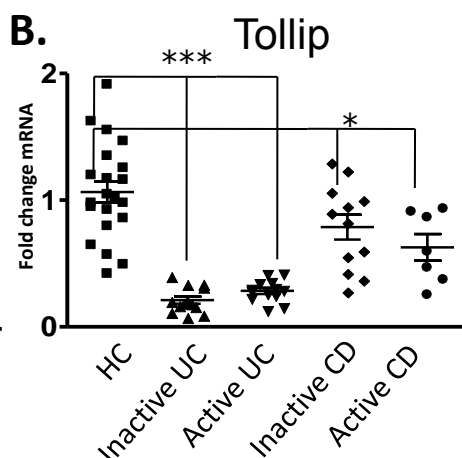 B.
Tollip
***
*
Fold change mRNA
2
1
0
HC
Inactive UC
Active UC
Inactive CD
Active CD